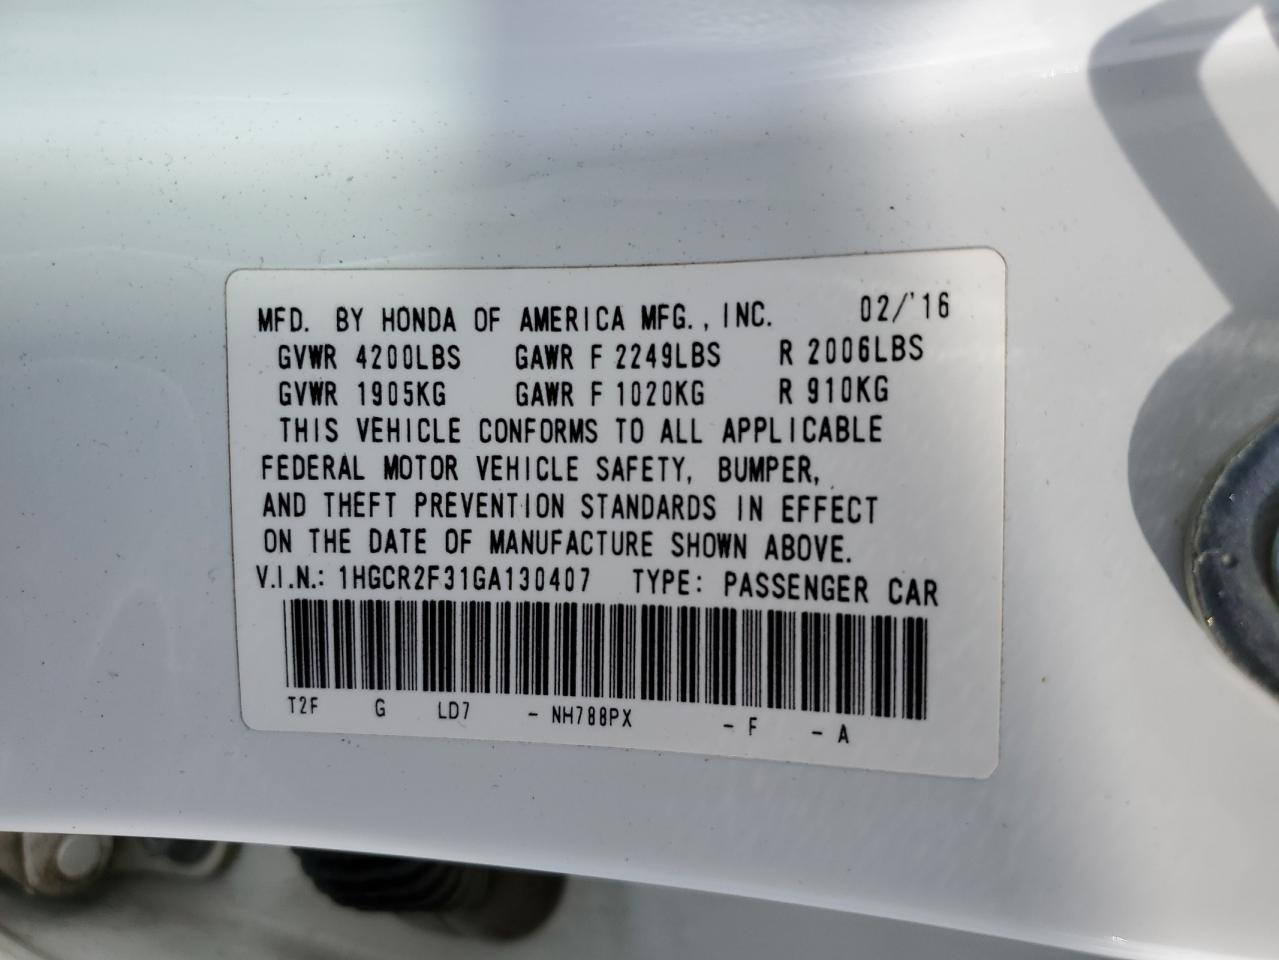 MFD. BY HONDA OF AMERICA MFG., INC. 02/'16
GVWR 4200LBS GAWR F 2249LBS R 2006LBS
GVWR 1905KG GAWR F 1020KG R 910KG
THIS VEHICLE CONFORMS TO ALL APPLICABLE
FEDERAL MOTOR VEHICLE SAFETY, BUMPER,
AND THEFT PREVENTION STANDARDS IN EFFECT
ON THE DATE OF MANUFACTURE SHOWN ABOVE.
V.I.N.: 1HGCR2F31GA130407 TYPE: PASSENGER CAR
T2F G LD7 - NH788PX - F - A